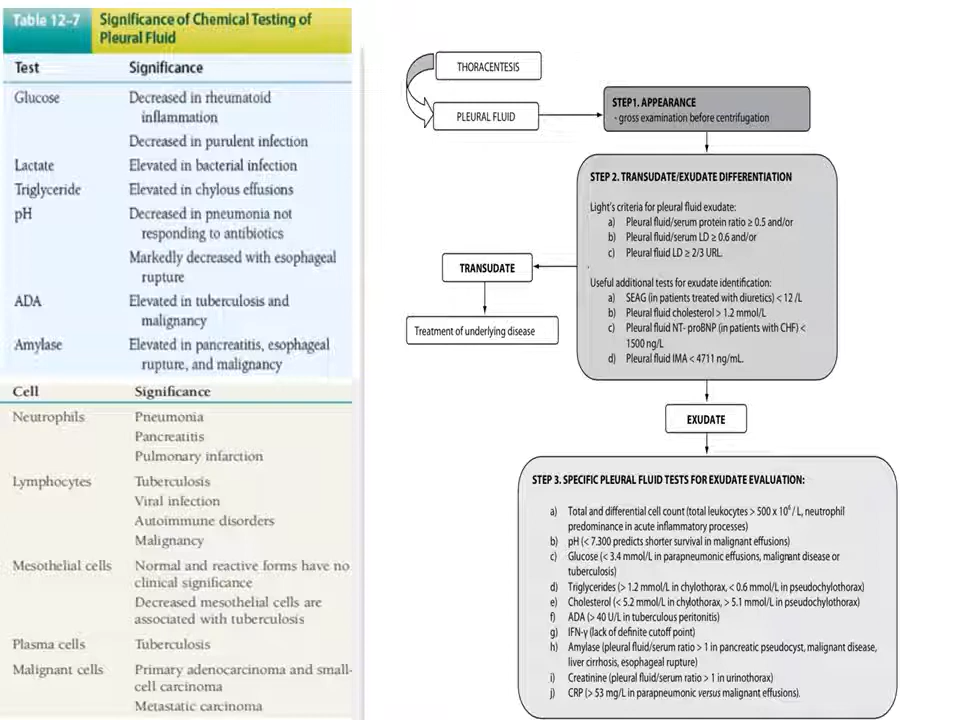 Table 12–7
Significance of Chemical Testing of
Pleural Fluid
Test Significance
Glucose Decreased in rheumatoid
inflammation
Decreased in purulent infection
Lactate Elevated in bacterial infection
Triglyceride Elevated in chylous effusions
pH Decreased in pneumonia not
responding to antibiotics
Markedly decreased with esophageal
rupture
ADA Elevated in tuberculosis and
malignancy
Amylase Elevated in pancreatitis, esophageal
rupture, and malignancy
Cell Significance
Neutrophils Pneumonia
Pancreatitis
Pulmonary infarction
Lymphocytes Tuberculosis
Viral infection
Autoimmune disorders
Malignancy
Mesothelial cells Normal and reactive forms have no
clinical significance
Decreased mesothelial cells are
associated with tuberculosis
Plasma cells Tuberculosis
Malignant cells Primary adenocarcinoma and small-
cell carcinoma
Metastatic carcinoma
THORACENTESIS
PLEURAL FLUID
STEP1. APPEARANCE
- gross examination before centrifugation
STEP 2. TRANSUDATE/EXUDATE DIFFERENTIATION
Light's criteria for pleural fluid exudate:
a) Pleural fluid/serum protein ratio ≥ 0.5 and/or
b) Pleural fluid/serum LD ≥ 0.6 and/or
c) Pleural fluid LD ≥ 2/3 URL.
Useful additional tests for exudate identification:
a) SEAG (in patients treated with diuretics) < 12 /L
b) Pleural fluid cholesterol > 1.2 mmol/L
c) Pleural fluid NT- proBNP (in patients with CHF) <
1500 ng/L
d) Pleural fluid IMA < 4711 ng/mL.
TRANSUDATE
Treatment of underlying disease
EXUDATE
STEP 3. SPECIFIC PLEURAL FLUID TESTS FOR EXUDATE EVALUATION:
a) Total and differential cell count (total leukocytes > 500 x 10⁶ / L, neutrophil
predominance in acute inflammatory processes)
b) pH (< 7.300 predicts shorter survival in malignant effusions)
c) Glucose (< 3.4 mmol/L in parapneumonic effusions, malignant disease or
tuberculosis)
d) Triglycerides (> 1.2 mmol/L in chylothorax, < 0.6 mmol/L in pseudochylothorax)
e) Cholesterol (< 5.2 mmol/L in chylothorax, > 5.1 mmol/L in pseudochylothorax)
f) ADA (> 40 U/L in tuberculous peritonitis)
g) IFN-γ (lack of definite cutoff point)
h) Amylase (pleural fluid/serum ratio > 1 in pancreatic pseudocyst, malignant disease,
liver cirrhosis, esophageal rupture)
i) Creatinine (pleural fluid/serum ratio > 1 in urinothorax)
j) CRP (> 53 mg/L in parapneumonic versus malignant effusions).